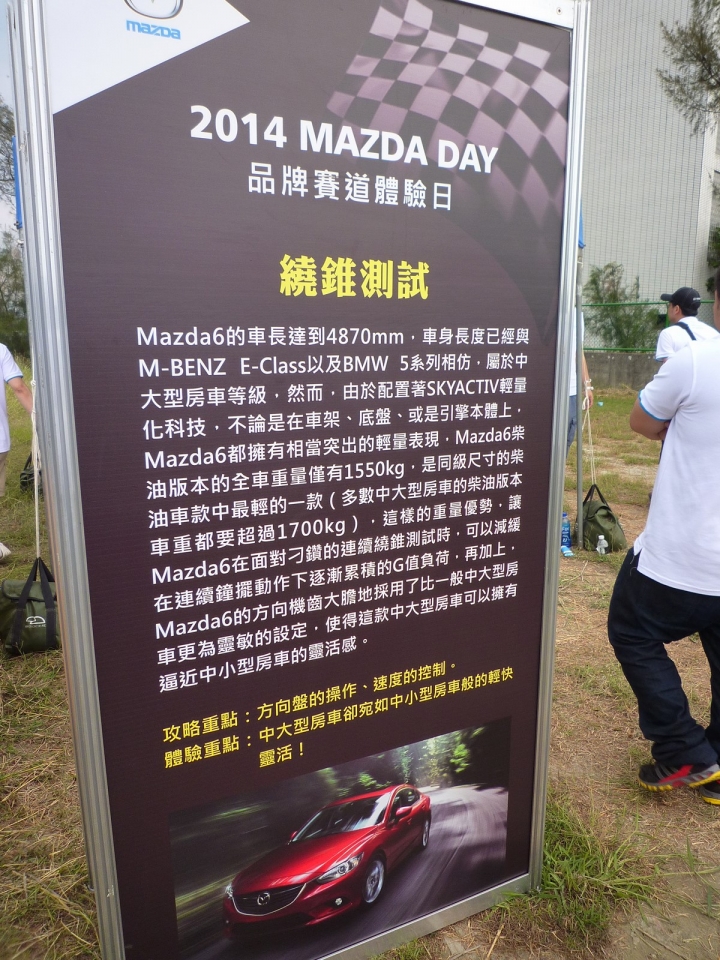 mazda
2014 MAZDA DAY
品牌賽道體驗日
繞錐測試
Mazda6的車長達到4870mm，車身長度已經與
M-BENZ E-Class以及BMW 5系列相仿，屬於中
大型房車等級，然而，由於配置著SKYACTIV輕量
化科技，不論是在車架、底盤、或是引擎本體上，
Mazda6都擁有相當突出的輕量表現，Mazda6柴
油版本的全車重量僅有1550kg，是同級尺寸的柴
油車款中最輕的一款（多數中大型房車的柴油版本
車重都要超過1700kg），這樣的重量優勢，讓
Mazda6在面對刁鑽的連續繞錐測試時，可以減緩
在連續鐘擺動作下逐漸累積的G值負荷，再加上，
Mazda6的方向機齒大膽地採用了比一般中大型房
車更為靈敏的設定，使得這款中大型房車可以擁有
逼近中小型房車的靈活感。
攻略重點：方向盤的操作、速度的控制。
體驗重點：中大型房車卻宛如中小型房車般的輕快
靈活！